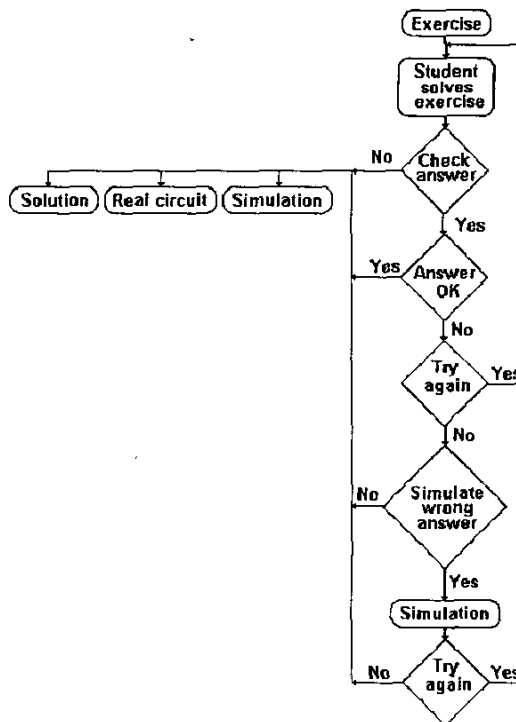 Exercise
Student
solves
exercise
No
Check
answer
Solution
Real circuit
Simulation
Yes
Yes
Answer
OK
No
Try
again
Yes
No
No
Simulate
wrong
answer
Yes
Simulation
No
Try
again
Yes